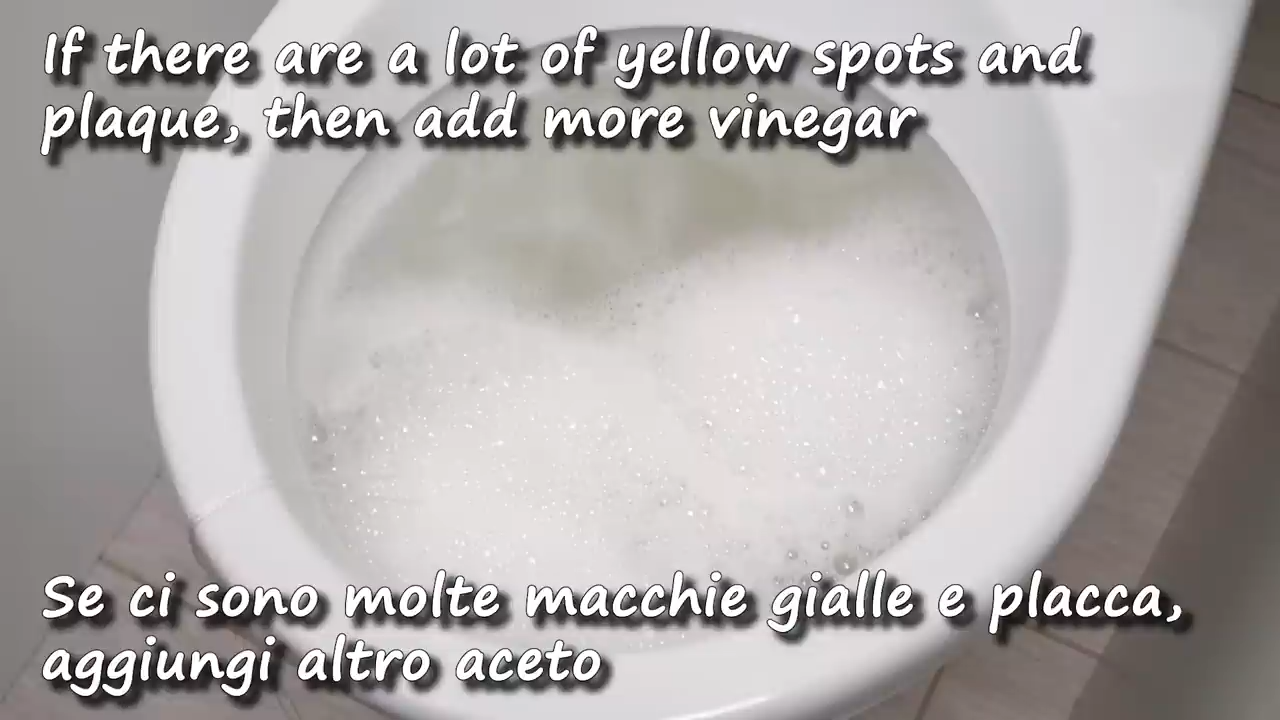 If there are a lot of yellow spots and
plaque, then add more vinegar
Se ci sono molte macchie gialle e placca,
aggiungi altro aceto